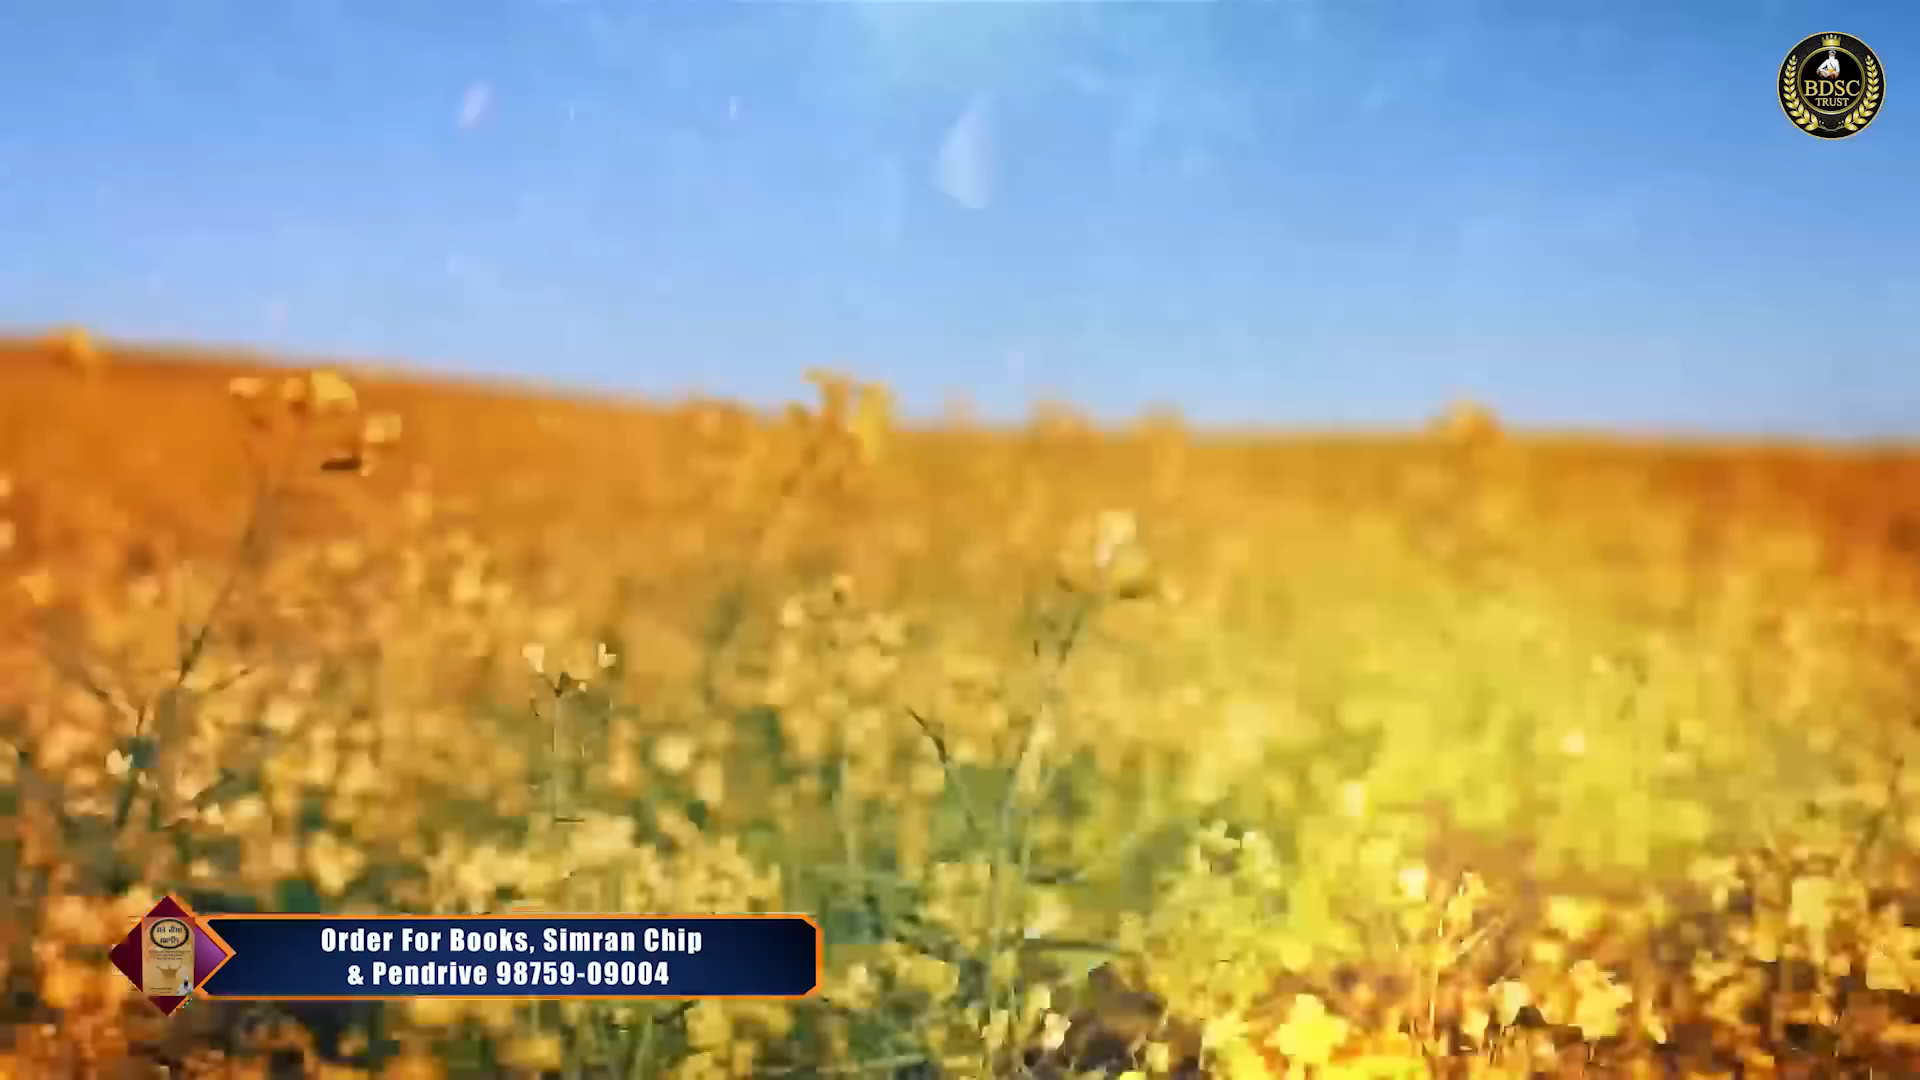 BDSC
TRUST
Order For Books, Simran Chip
& Pendrive 98759-09004